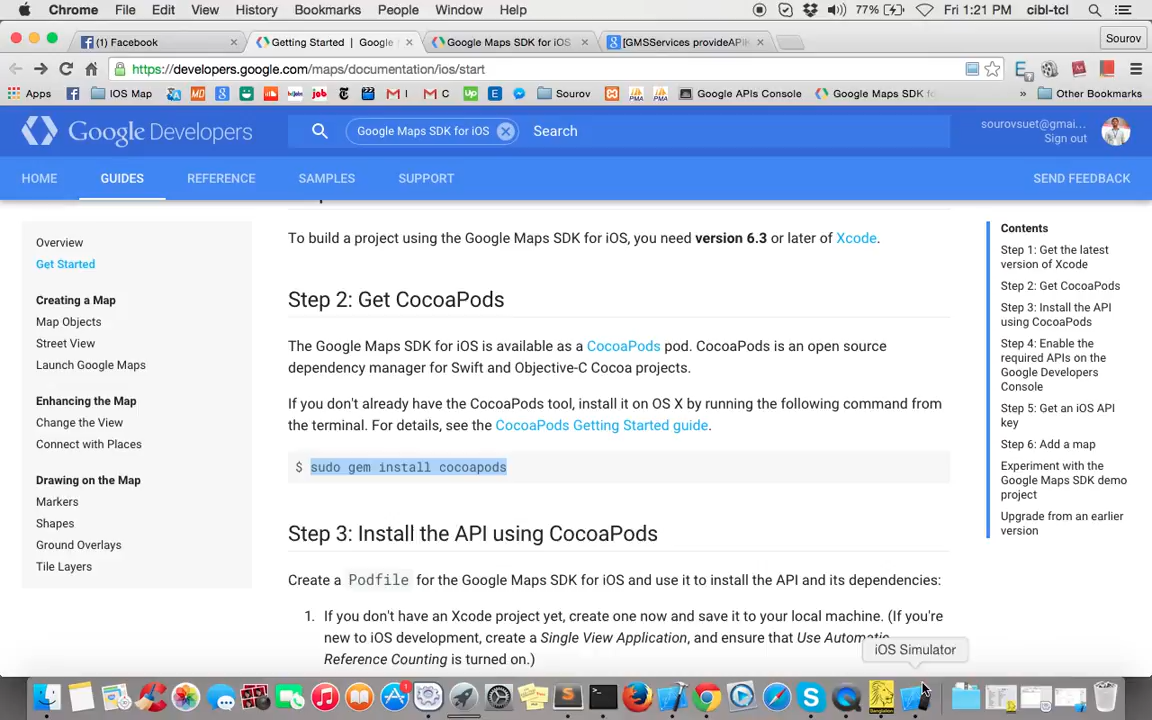 Chrome File Edit View History Bookmarks People Window Help 77% Fri 1:21 PM cibl-tcl
(1) Facebook Getting Started | Google Google Maps SDK for iOS [GMSServices provideAPIK Sourov
https://developers.google.com/maps/documentation/ios/start
Apps IOS Map job I C Up E Sourov PMA PMA Google APIs Console Google Maps SDK fo » Other Bookmarks
Google Developers Google Maps SDK for iOS Search sourovsuet@gmai...
Sign out
HOME GUIDES REFERENCE SAMPLES SUPPORT SEND FEEDBACK
Overview
Get Started
Creating a Map
Map Objects
Street View
Launch Google Maps
Enhancing the Map
Change the View
Connect with Places
Drawing on the Map
Markers
Shapes
Ground Overlays
Tile Layers
To build a project using the Google Maps SDK for iOS, you need version 6.3 or later of Xcode.
Step 2: Get CocoaPods
The Google Maps SDK for iOS is available as a CocoaPods pod. CocoaPods is an open source
dependency manager for Swift and Objective-C Cocoa projects.
If you don't already have the CocoaPods tool, install it on OS X by running the following command from
the terminal. For details, see the CocoaPods Getting Started guide.
$ sudo gem install cocoapods
Step 3: Install the API using CocoaPods
Create a Podfile for the Google Maps SDK for iOS and use it to install the API and its dependencies:
1. If you don't have an Xcode project yet, create one now and save it to your local machine. (If you're
new to iOS development, create a Single View Application, and ensure that Use Automatic
Reference Counting is turned on.)
Contents
Step 1: Get the latest
version of Xcode
Step 2: Get CocoaPods
Step 3: Install the API
using CocoaPods
Step 4: Enable the
required APIs on the
Google Developers
Console
Step 5: Get an iOS API
key
Step 6: Add a map
Experiment with the
Google Maps SDK demo
project
Upgrade from an earlier
version
iOS Simulator